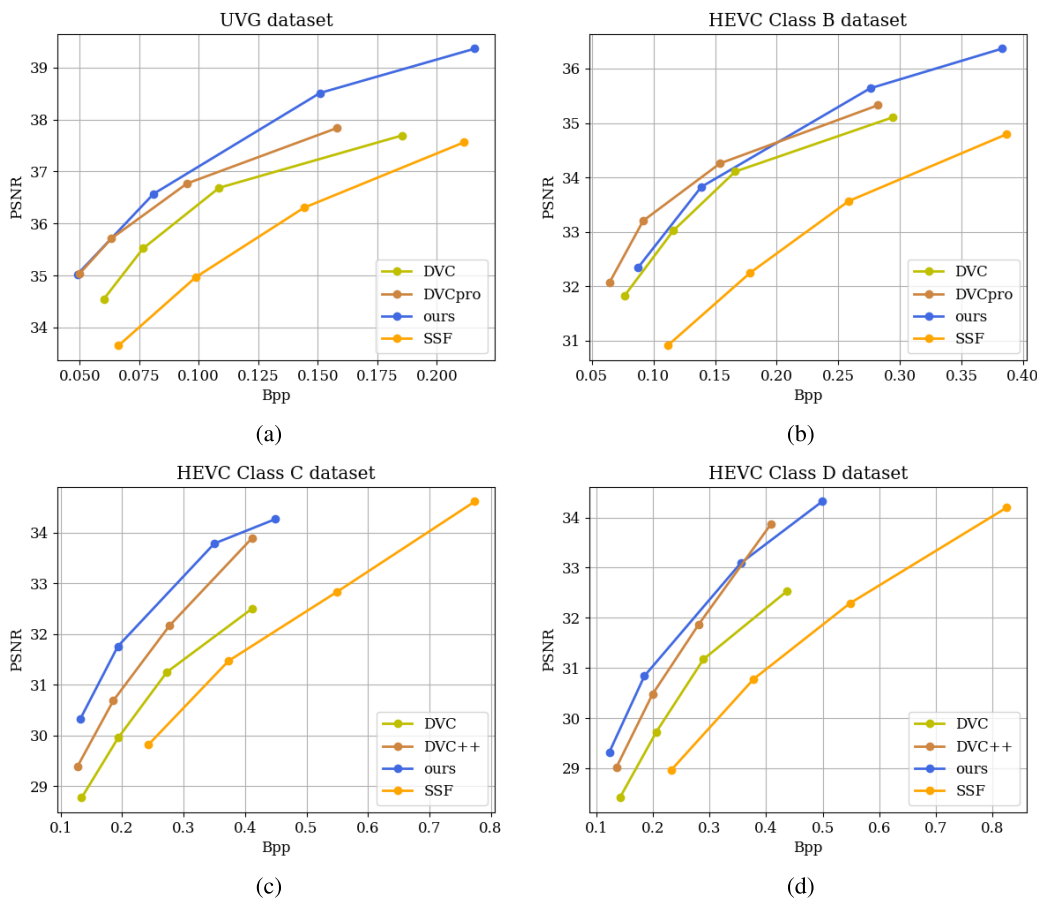 UVG dataset
PSNR
39
38
37
36
35
34
0.050 0.075 0.100 0.125 0.150 0.175 0.200
Bpp
DVC
DVCpro
ours
SSF
(a)
HEVC Class B dataset
PSNR
36
35
34
33
32
31
0.05 0.10 0.15 0.20 0.25 0.30 0.35 0.40
Bpp
DVC
DVCpro
ours
SSF
(b)
HEVC Class C dataset
PSNR
34
33
32
31
30
29
0.1 0.2 0.3 0.4 0.5 0.6 0.7 0.8
Bpp
DVC
DVC++
ours
SSF
(c)
HEVC Class D dataset
PSNR
34
33
32
31
30
29
0.1 0.2 0.3 0.4 0.5 0.6 0.7 0.8
Bpp
DVC
DVC++
ours
SSF
(d)